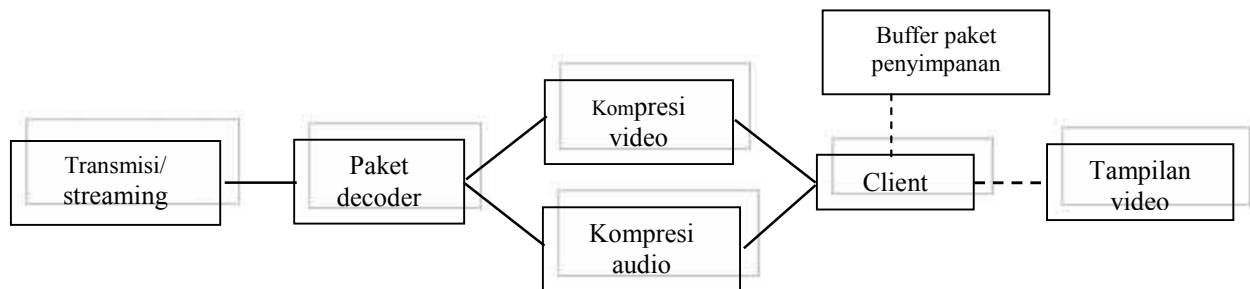 Transmisi/
streaming
Paket
decoder
Kompresi
video
Kompresi
audio
Buffer paket
penyimpanan
Client
Tampilan
video